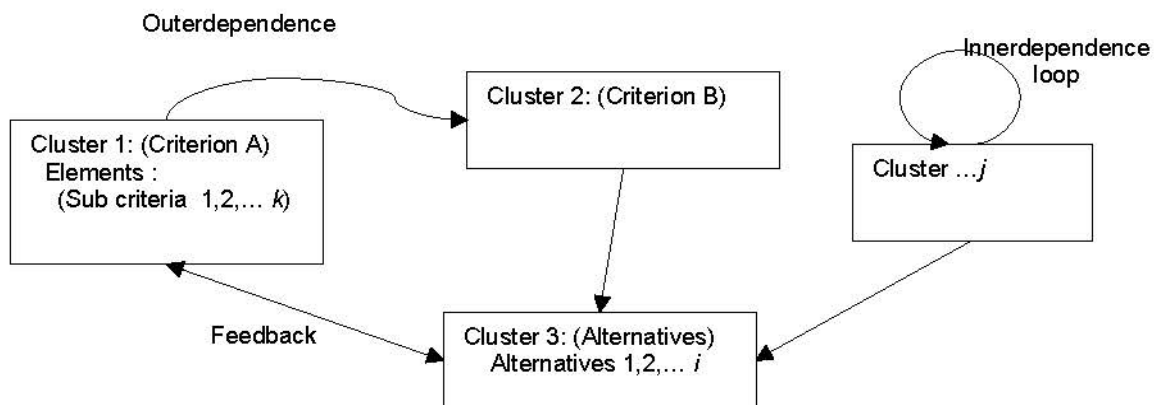 Outerdependence
Innerdependence
loop
Cluster 2: (Criterion B)
Cluster 1: (Criterion A)
Elements :
(Sub criteria 1,2,... k)
Cluster ...j
Feedback
Cluster 3: (Alternatives)
Alternatives 1,2,... i